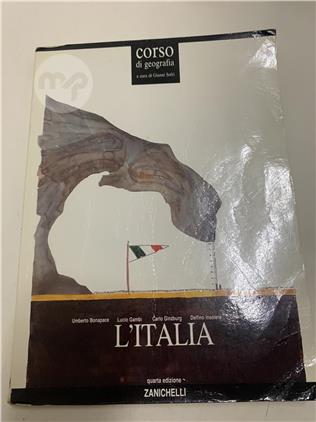 corso
di geografia
a cura di Gianni Sofri
mp
Umberto Bonapace Lucio Gambi Carlo Ginzburg Delfino Insolera
L'ITALIA
quarta edizione
ZANICHELLI